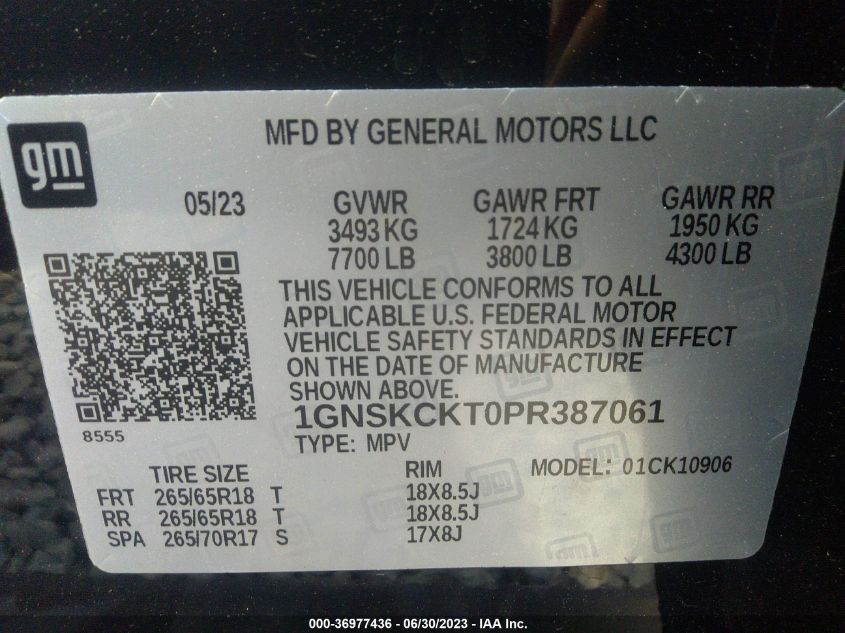 gm
MFD BY GENERAL MOTORS LLC
05/23 GVWR GAWR FRT GAWR RR
3493 KG 1724 KG 1950 KG
7700 LB 3800 LB 4300 LB
THIS VEHICLE CONFORMS TO ALL
APPLICABLE U.S. FEDERAL MOTOR
VEHICLE SAFETY STANDARDS IN EFFECT
ON THE DATE OF MANUFACTURE
SHOWN ABOVE.
1GNSKCKT0PR387061
8555
TYPE: MPV
TIRE SIZE RIM MODEL: 01CK10906
FRT 265/65R18 T 18X8.5J
RR 265/65R18 T 18X8.5J
SPA 265/70R17 S 17X8J
000-36977436 - 06/30/2023 - IAA Inc.